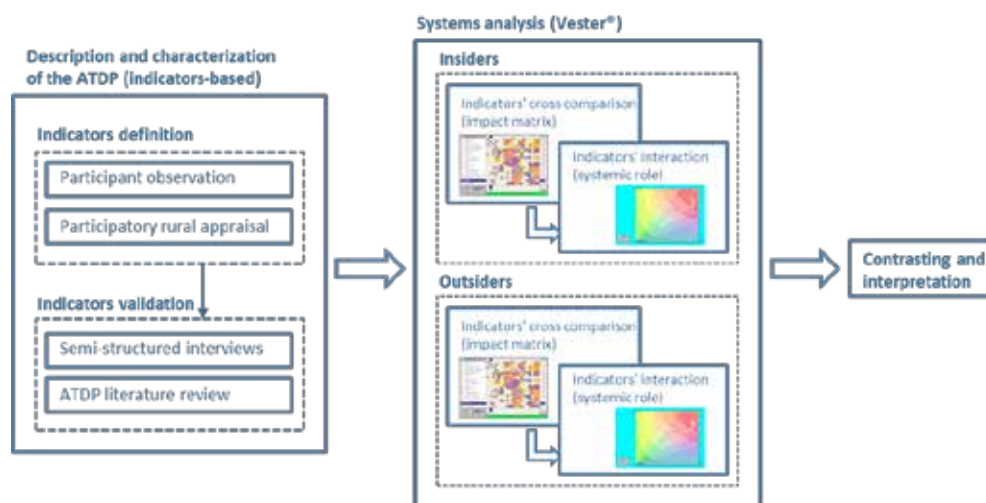 Description and characterization
of the ATDP (indicators-based)
Indicators definition
Participant observation
Participatory rural appraisal
Indicators validation
Semi-structured interviews
ATDP literature review
Systems analysis (Vester®)
Insiders
Indicators' cross comparison
(impact matrix)
Indicators' interaction
(systemic role)
Outsiders
Indicators' cross comparison
(impact matrix)
Indicators' interaction
(systemic role)
Contrasting and
interpretation